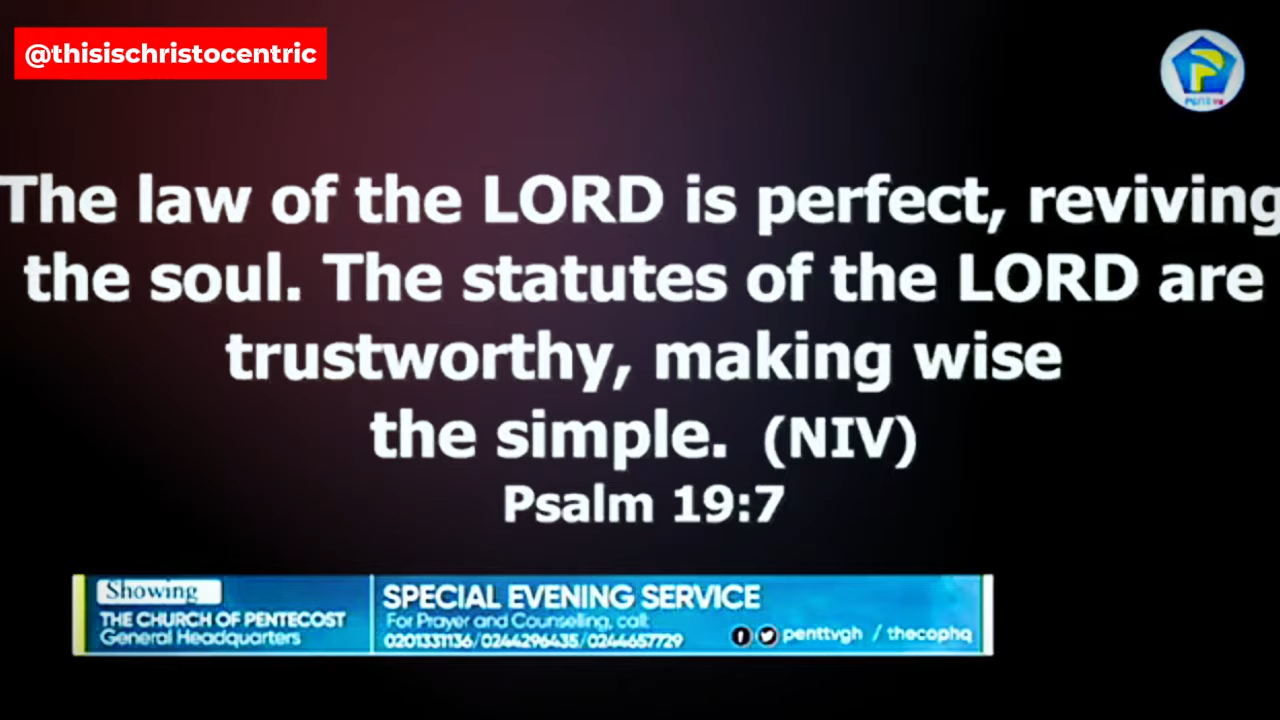 @thisischristocentric
The law of the LORD is perfect, reviving
the soul. The statutes of the LORD are
trustworthy, making wise
the simple. (NIV)
Psalm 19:7
Showing
THE CHURCH OF PENTECOST
General Headquarters
SPECIAL EVENING SERVICE
For Prayer and Counseling, call:
0201331136/0244296435/0244657729
penttvgh / thecophq